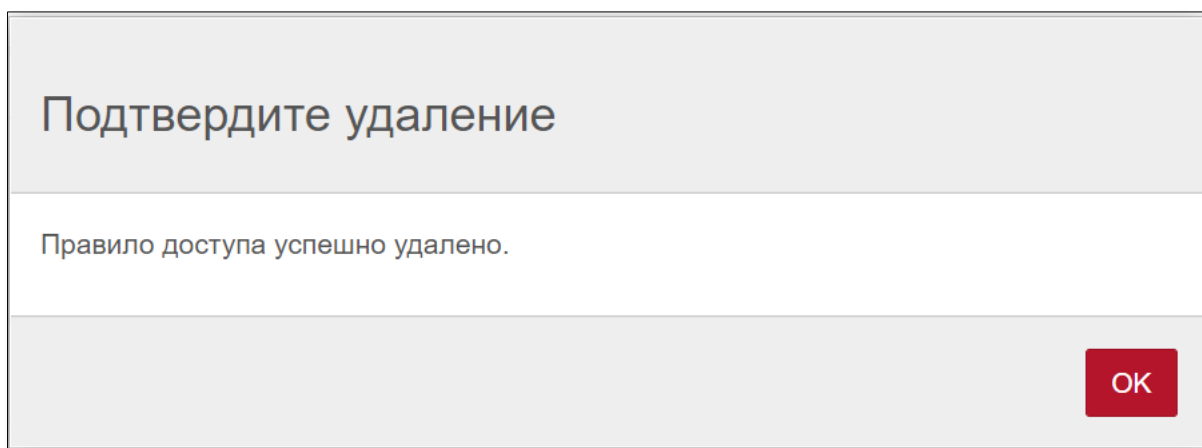 Подтвердите удаление
Правило доступа успешно удалено.
OK